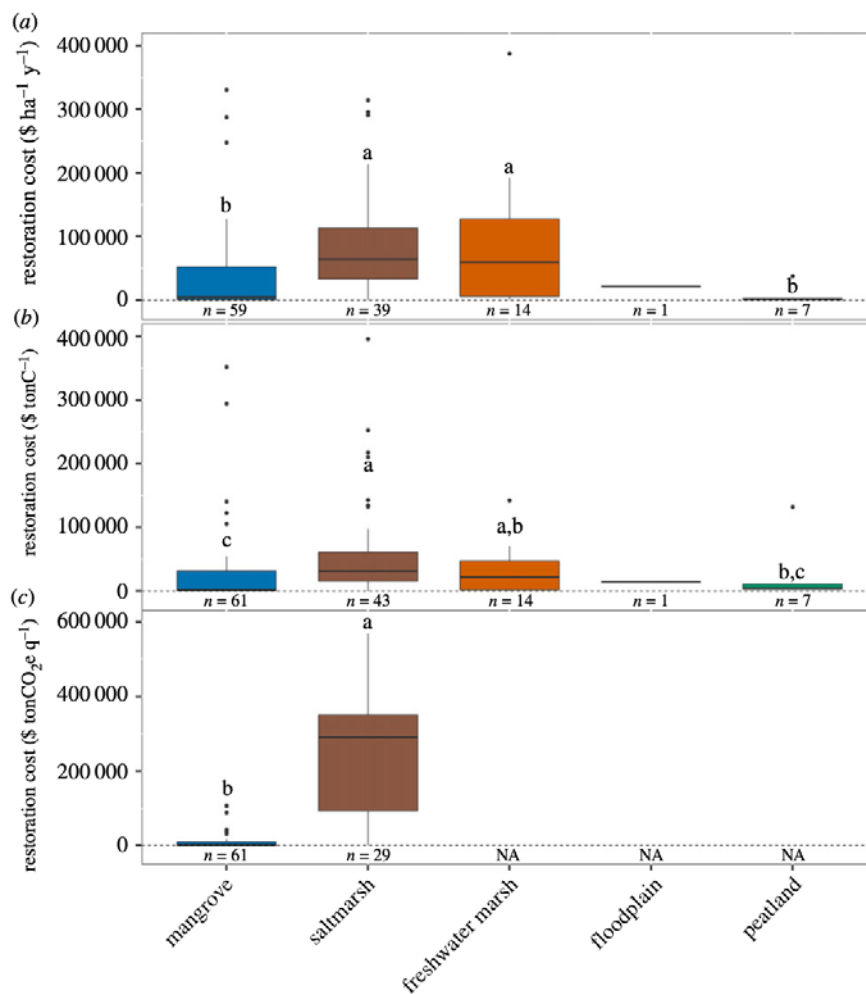 (a)
restoration cost ($ ha⁻¹ y⁻¹)
400 000
300 000
200 000
100 000
0
b
a
a
b
n = 59
n = 39
n = 14
n = 1
n = 7
(b)
restoration cost ($ tonC⁻¹)
400 000
300 000
200 000
100 000
0
c
a
a,b
b,c
n = 61
n = 43
n = 14
n = 1
n = 7
(c)
restoration cost ($ tonCO₂e q⁻¹)
600 000
400 000
200 000
0
b
a
n = 61
n = 29
NA
NA
NA
mangrove
saltmarsh
freshwater marsh
floodplain
peatland